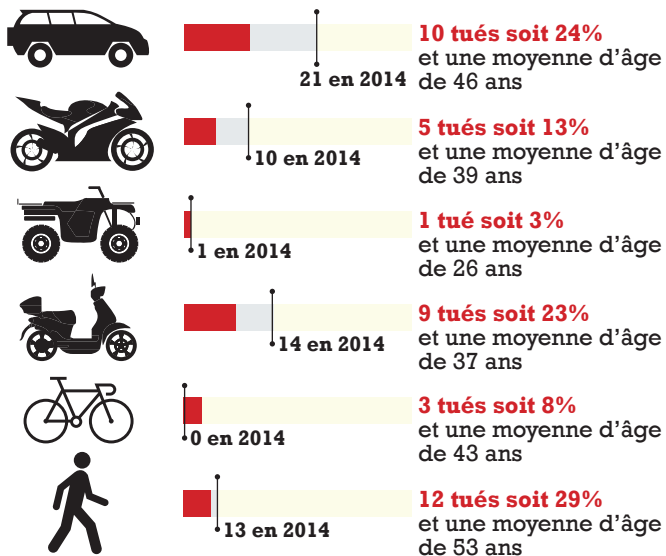 10 tués soit 24%
et une moyenne d’âge
de 46 ans
21 en 2014
5 tués soit 13%
et une moyenne d’âge
de 39 ans
10 en 2014
1 tué soit 3%
et une moyenne d’âge
de 26 ans
1 en 2014
9 tués soit 23%
et une moyenne d’âge
de 37 ans
14 en 2014
3 tués soit 8%
et une moyenne d’âge
de 43 ans
0 en 2014
12 tués soit 29%
et une moyenne d’âge
de 53 ans
13 en 2014